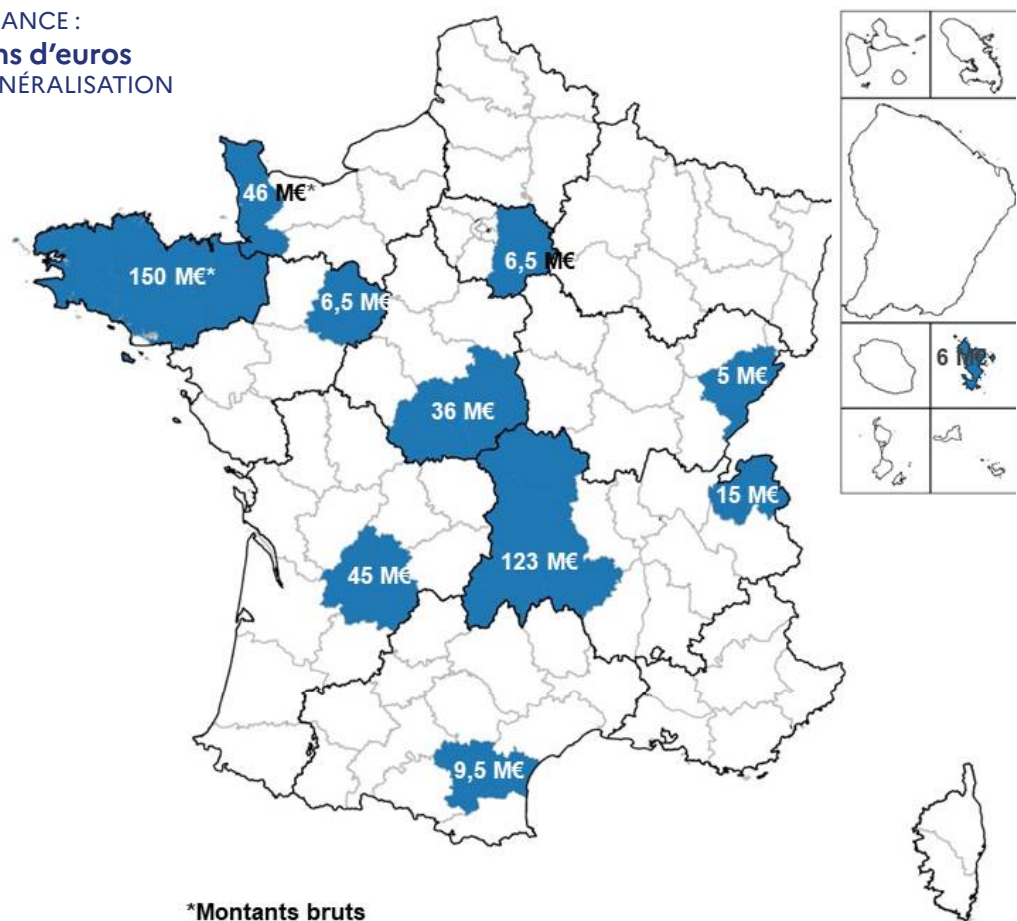 ANCE :
ns d'euros
NÉRALISATION
46 M€*
150 M€*
6,5 M€
6,5 M€
5 M€
6 M€
36 M€
15 M€
45 M€
123 M€
9,5 M€
*Montants bruts